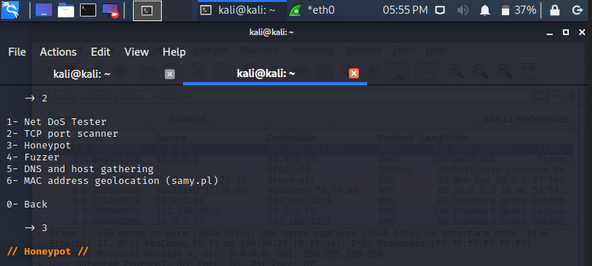 kali@kali: ~ *eth0 05:55 PM 37%
kali@kali: ~
File Actions Edit View Help
kali@kali: ~ kali@kali: ~
→ 2
1- Net DoS Tester
2- TCP port scanner
3- Honeypot
4- Fuzzer
5- DNS and host gathering
6- MAC address geolocation (samy.pl)
0- Back
→ 3
// Honeypot //